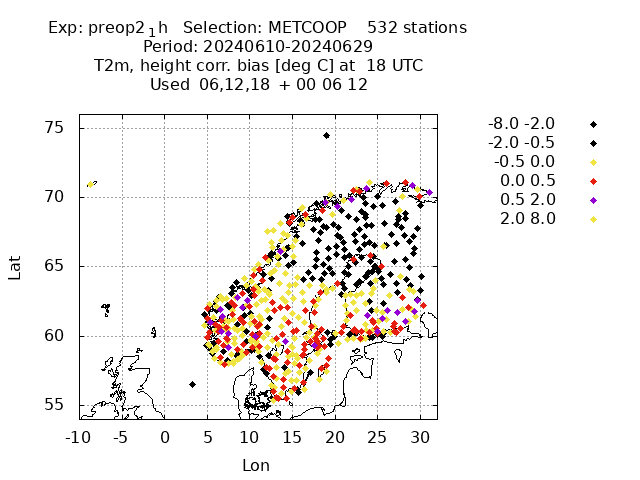 Exp: preop2₁h   Selection: METCOOP    532 stations
Period: 20240610-20240629
T2m, height corr. bias [deg C] at  18 UTC
Used  06,12,18  + 00 06 12
75
70
65
60
55
Lat
-10 -5 0 5 10 15 20 25 30
Lon
-8.0 -2.0
-2.0 -0.5
-0.5 0.0
0.0 0.5
0.5 2.0
2.0 8.0